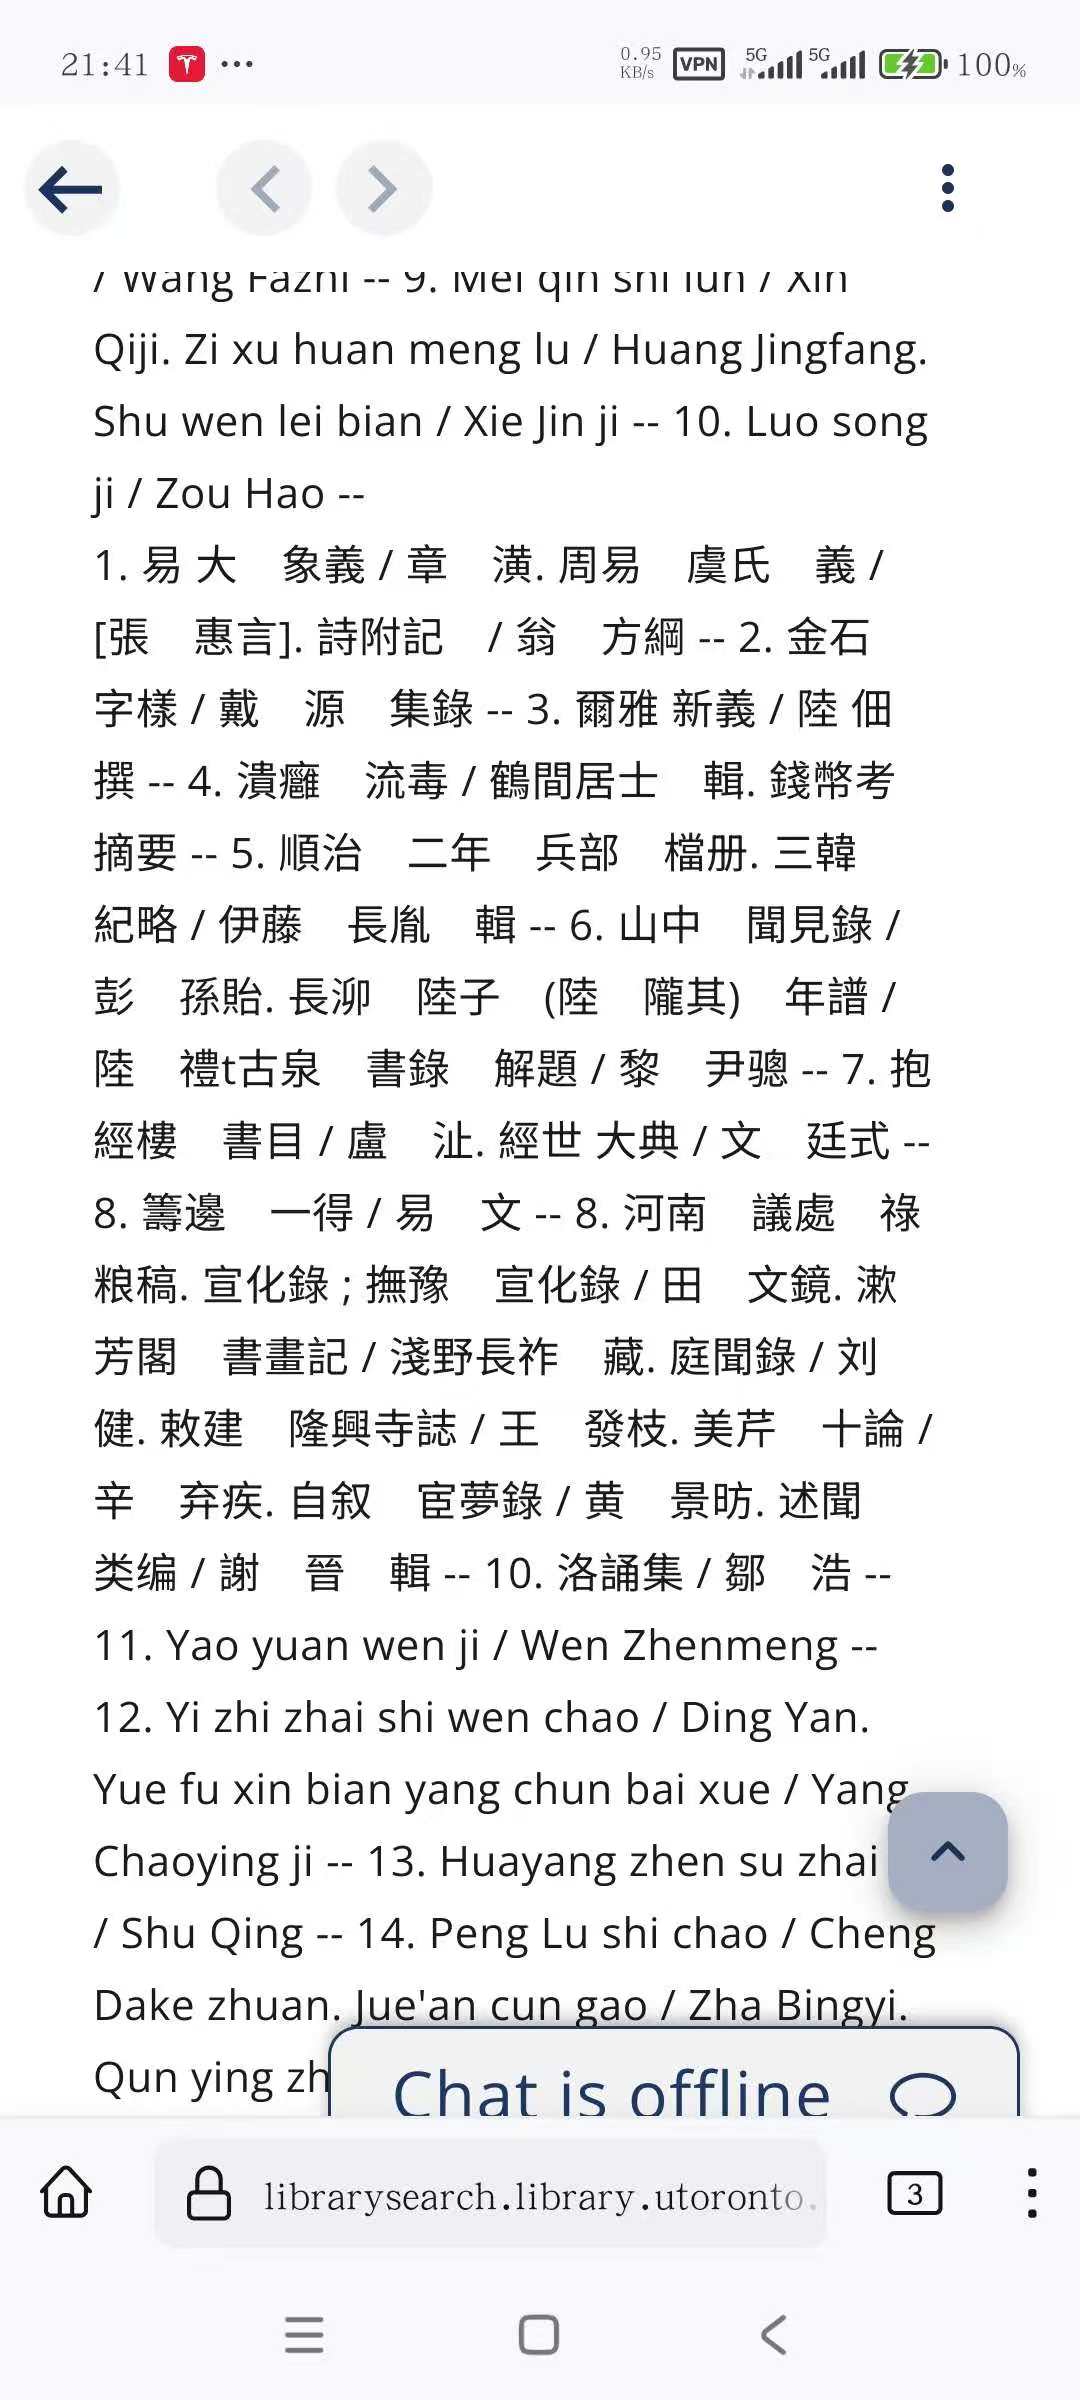 21:41
0.95 KB/s VPN 5G 5G 100%
/ Wang Fazhi -- 9. Mei qin shi lun / Xin
Qiji. Zi xu huan meng lu / Huang Jingfang.
Shu wen lei bian / Xie Jin ji -- 10. Luo song
ji / Zou Hao --
1. 易 大　象義 / 章　潢. 周易　虞氏　義 /
[張　惠言]. 詩附記　/ 翁　方綱 -- 2. 金石
字樣 / 戴　源　集錄 -- 3. 爾雅 新義 / 陸 佃
撰 -- 4. 潰癰　流毒 / 鶴間居士　輯. 錢幣考
摘要 -- 5. 順治　二年　兵部　檔册. 三韓
紀略 / 伊藤　長胤　輯 -- 6. 山中　聞見錄 /
彭　孫貽. 長泖　陸子　(陸　隴其)　年譜 /
陸　禮t古泉　書錄　解題 / 黎　尹驄 -- 7. 抱
經樓　書目 / 盧　沚. 經世 大典 / 文　廷式 --
8. 籌邊　一得 / 易　文 -- 8. 河南　議處　祿
粮稿. 宣化錄 ; 撫豫　宣化錄 / 田　文鏡. 漱
芳閣　書畫記 / 淺野長祚　藏. 庭聞錄 / 刘
健. 敕建　隆興寺誌 / 王　發枝. 美芹　十論 /
辛　弃疾. 自叙　宦夢錄 / 黄　景昉. 述聞
类编 / 謝　晉　輯 -- 10. 洛誦集 / 鄒　浩 --
11. Yao yuan wen ji / Wen Zhenmeng --
12. Yi zhi zhai shi wen chao / Ding Yan.
Yue fu xin bian yang chun bai xue / Yang
Chaoying ji -- 13. Huayang zhen su zhai
/ Shu Qing -- 14. Peng Lu shi chao / Cheng
Dake zhuan. Jue'an cun gao / Zha Bingyi.
Qun ying zh
Chat is offline
librarysearch.library.utoronto.
3